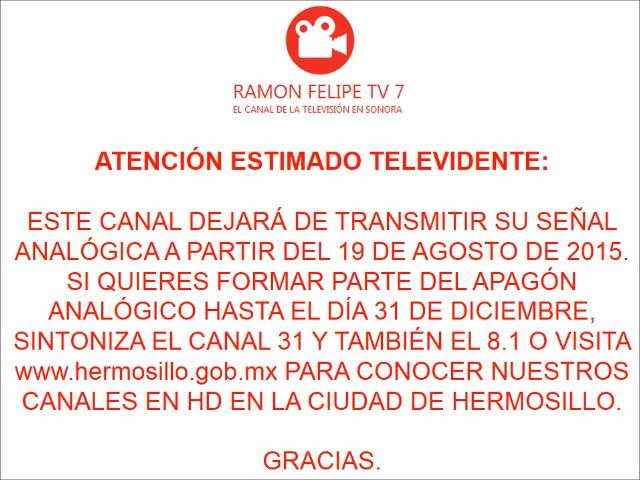 RAMON FELIPE TV 7
EL CANAL DE LA TELEVISIÓN EN SONORA
ATENCIÓN ESTIMADO TELEVIDENTE:
ESTE CANAL DEJARÁ DE TRANSMITIR SU SEÑAL
ANALÓGICA A PARTIR DEL 19 DE AGOSTO DE 2015.
SI QUIERES FORMAR PARTE DEL APAGÓN
ANALÓGICO HASTA EL DÍA 31 DE DICIEMBRE,
SINTONIZA EL CANAL 31 Y TAMBIÉN EL 8.1 O VISITA
www.hermosillo.gob.mx PARA CONOCER NUESTROS
CANALES EN HD EN LA CIUDAD DE HERMOSILLO.
GRACIAS.